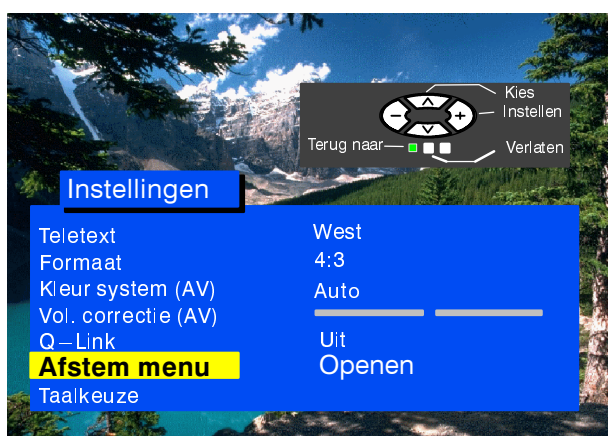 Kies
Instellen
Terug naar
Verlaten
Instellingen
Teletext West
Formaat 4:3
Kleur system (AV) Auto
Vol. correctie (AV)
Q–Link Uit
Afstem menu Openen
Taalkeuze